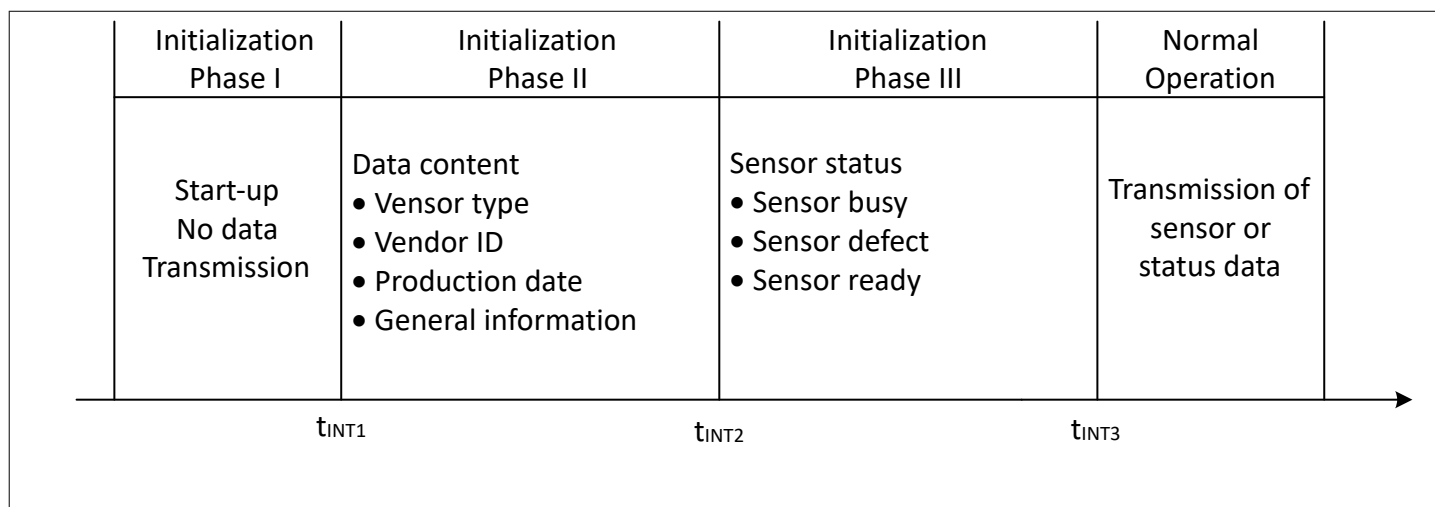 Initialization
Phase I
Initialization
Phase II
Initialization
Phase III
Normal
Operation
Start-up
No data
Transmission
Data content
• Vensor type
• Vendor ID
• Production date
• General information
Sensor status
• Sensor busy
• Sensor defect
• Sensor ready
Transmission of
sensor or
status data
tINT1
tINT2
tINT3